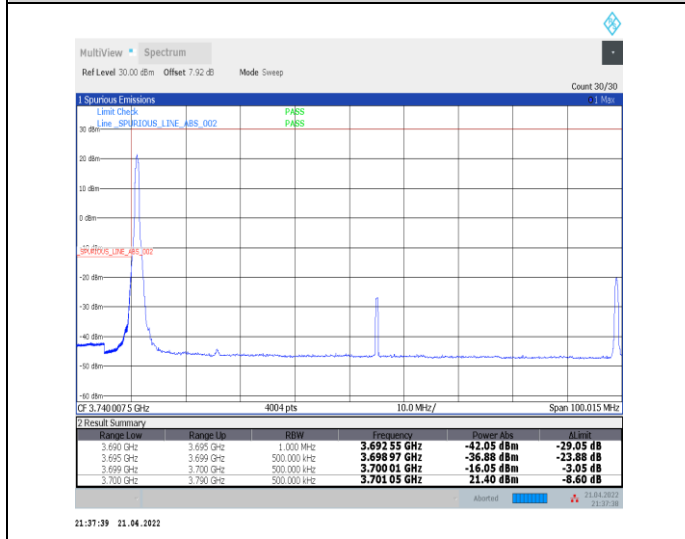 MultiView Spectrum
Ref Level 30.00 dBm Offset 7.92 dB Mode Sweep
Count 30/30
1 Spurious Emissions 1 Max
Limit Check PASS
Line _SPURIOUS_LINE_ABS_002 PASS
30 dBm
20 dBm
10 dBm
0 dBm
_SPURIOUS_LINE_ABS_002
-20 dBm
-30 dBm
-40 dBm
-50 dBm
-60 dBm
CF 3.7400075 GHz 4004 pts 10.0 MHz/ Span 100.015 MHz
2 Result Summary
Range Low Range Up RBW Frequency Power Abs ΔLimit
3.690 GHz 3.695 GHz 1.000 MHz 3.692 55 GHz -42.05 dBm -29.05 dB
3.695 GHz 3.699 GHz 500.000 kHz 3.698 97 GHz -36.88 dBm -23.88 dB
3.699 GHz 3.700 GHz 500.000 kHz 3.700 01 GHz -16.05 dBm -3.05 dB
3.700 GHz 3.790 GHz 500.000 kHz 3.701 05 GHz 21.40 dBm -8.60 dB
Aborted 21.04.2022
21:37:38
21:37:39 21.04.2022